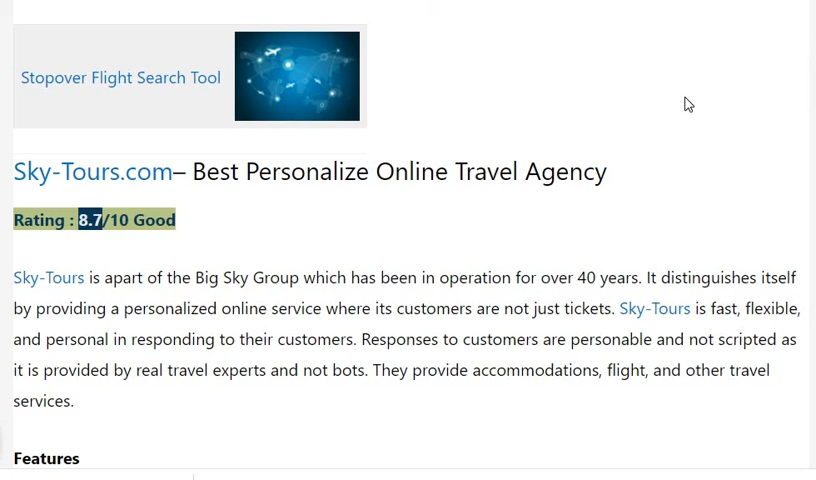 Stopover Flight Search Tool
Sky-Tours.com– Best Personalize Online Travel Agency
Rating : 8.7/10 Good
Sky-Tours is apart of the Big Sky Group which has been in operation for over 40 years. It distinguishes itself
by providing a personalized online service where its customers are not just tickets. Sky-Tours is fast, flexible,
and personal in responding to their customers. Responses to customers are personable and not scripted as
it is provided by real travel experts and not bots. They provide accommodations, flight, and other travel
services.
Features